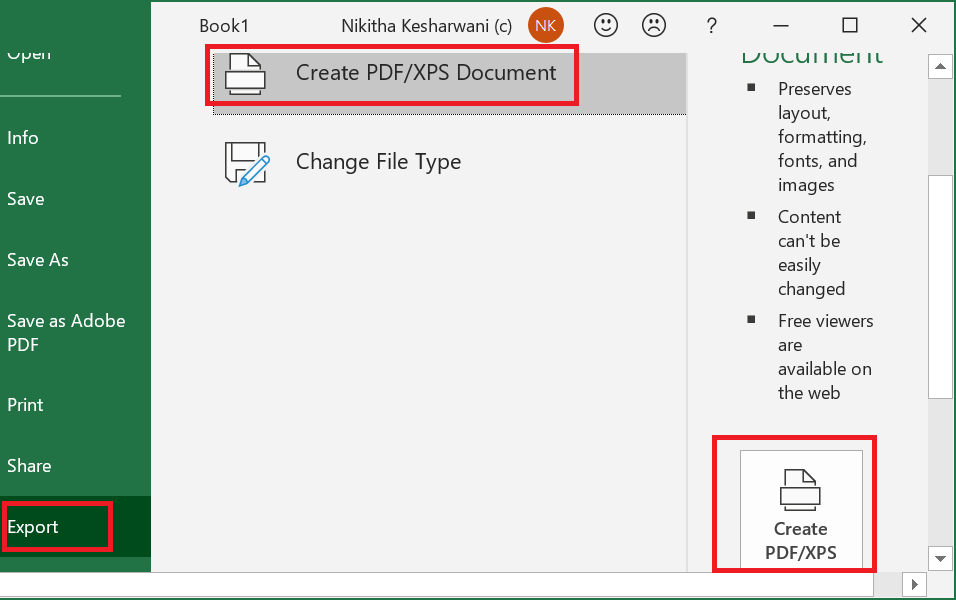 Book1
Nikitha Kesharwani (c)
NK
?
Open
Info
Save
Save As
Save as Adobe
PDF
Print
Share
Export
Create PDF/XPS Document
Change File Type
Document
Preserves
layout,
formatting,
fonts, and
images
Content
can't be
easily
changed
Free viewers
are
available on
the web
Create
PDF/XPS